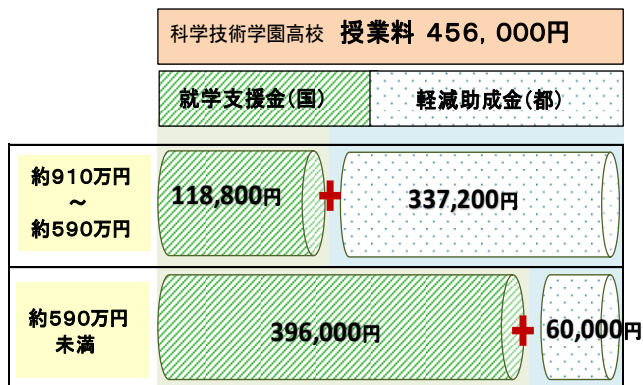 科学技術学園高校 授業料 456,000円
就学支援金(国) 軽減助成金(都)
約910万円
～
約590万円
118,800円 + 337,200円
約590万円
未満
396,000円 + 60,000円